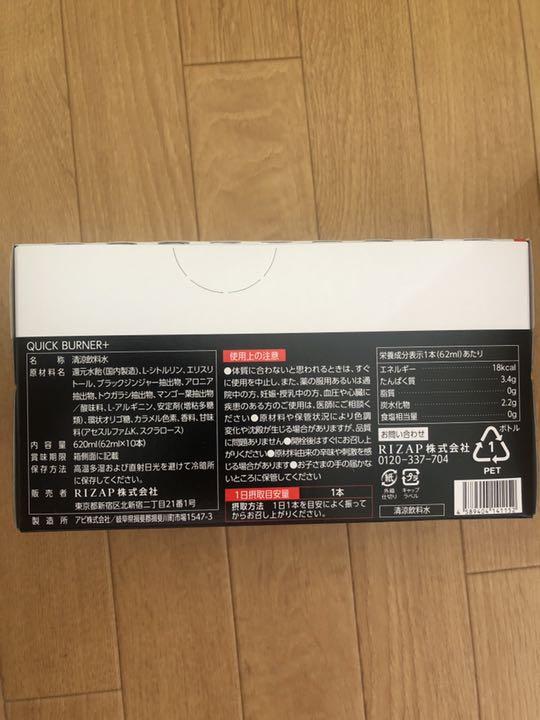 QUICK BURNER+
名 称 清涼飲料水
原材料名 還元水飴(国内製造)、L-シトルリン、エリスリ
トール、ブラックジンジャー抽出物、アロニア
抽出物、トウガラシ抽出物、マンゴー葉抽出物
/酸味料、L-アルギニン、安定剤(増粘多糖
類)、環状オリゴ糖、カラメル色素、香料、甘味
料(アセスルファムK、スクラロース)
内 容 量 620ml(62ml×10本)
賞味期限 箱側面に記載
保存方法 高温多湿および直射日光を避けて冷暗所
に保存してください。
販 売 者 RIZAP株式会社
東京都新宿区北新宿二丁目21番1号
製 造 所 アピ株式会社/岐阜県揖斐郡揖斐川町市場1547-3
使用上の注意
●体質に合わないと思われるときは、すぐ
に使用を中止し、また、薬の服用あるいは通
院中の方、妊娠・授乳中の方、血圧や心臓に
疾患のある方のご使用は、医師にご相談く
ださい●原材料や保管状況により色調
変化や沈殿が生じる場合がありますが、品質
に問題ありません●開栓後はすぐにお召し上
がりください●原材料由来の辛味や刺激を感
じる場合があります●お子さまの手の届かな
いところに保管してください
1日摂取目安量 1本
摂取方法 1日1本を目安によく振って
からお召し上がりください。
栄養成分表示1本(62ml)あたり
エネルギー 18kcal
たんぱく質 3.4g
脂質 0g
炭水化物 2.2g
食塩相当量 0g
お問い合わせ
RIZAP株式会社
0120-337-704
ボトル
PET
紙
外箱
仕切り
プラ
キャップ
ラベル
清涼飲料水
4 589404 141152